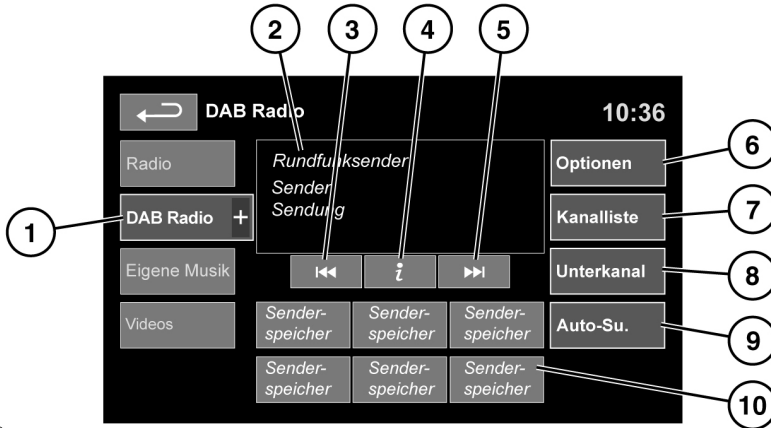 2 3 4 5
DAB Radio 10:36
Radio
Rundfunksender
Sender
Sendung
Optionen
6
1
DAB Radio +
Kanalliste
7
Eigene Musik
i
Unterkanal
8
Videos
Sender-
speicher
Sender-
speicher
Sender-
speicher
Auto-Su.
9
Sender-
speicher
Sender-
speicher
Sender-
speicher
10